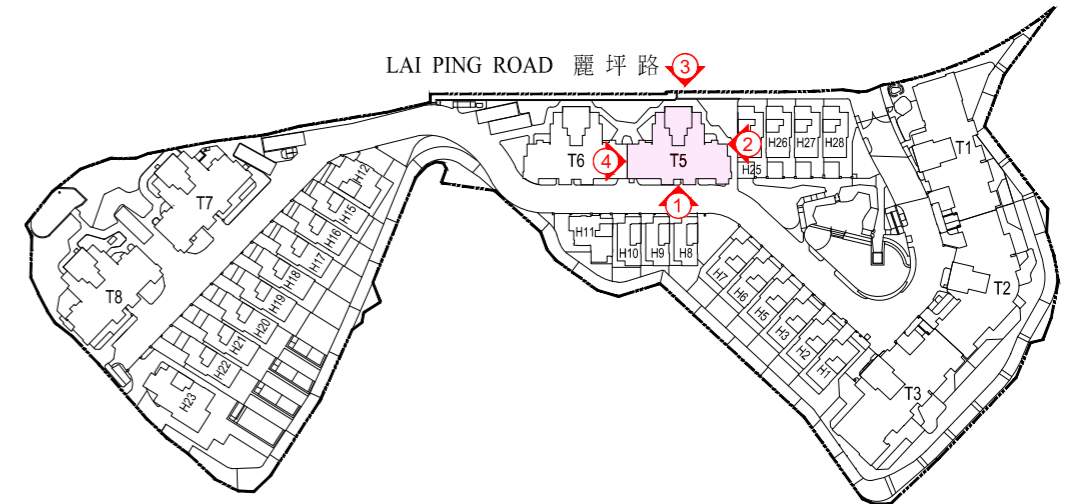 LAI PING ROAD 麗坪路
3
T1
H26
H27
H28
2
T6
4
T5
H25
H12
T7
H15
1
H16
H11
H10
H9
H8
H17
H18
H7
T8
H19
H6
T2
H20
H5
H21
H3
H22
H2
H1
T3
H23